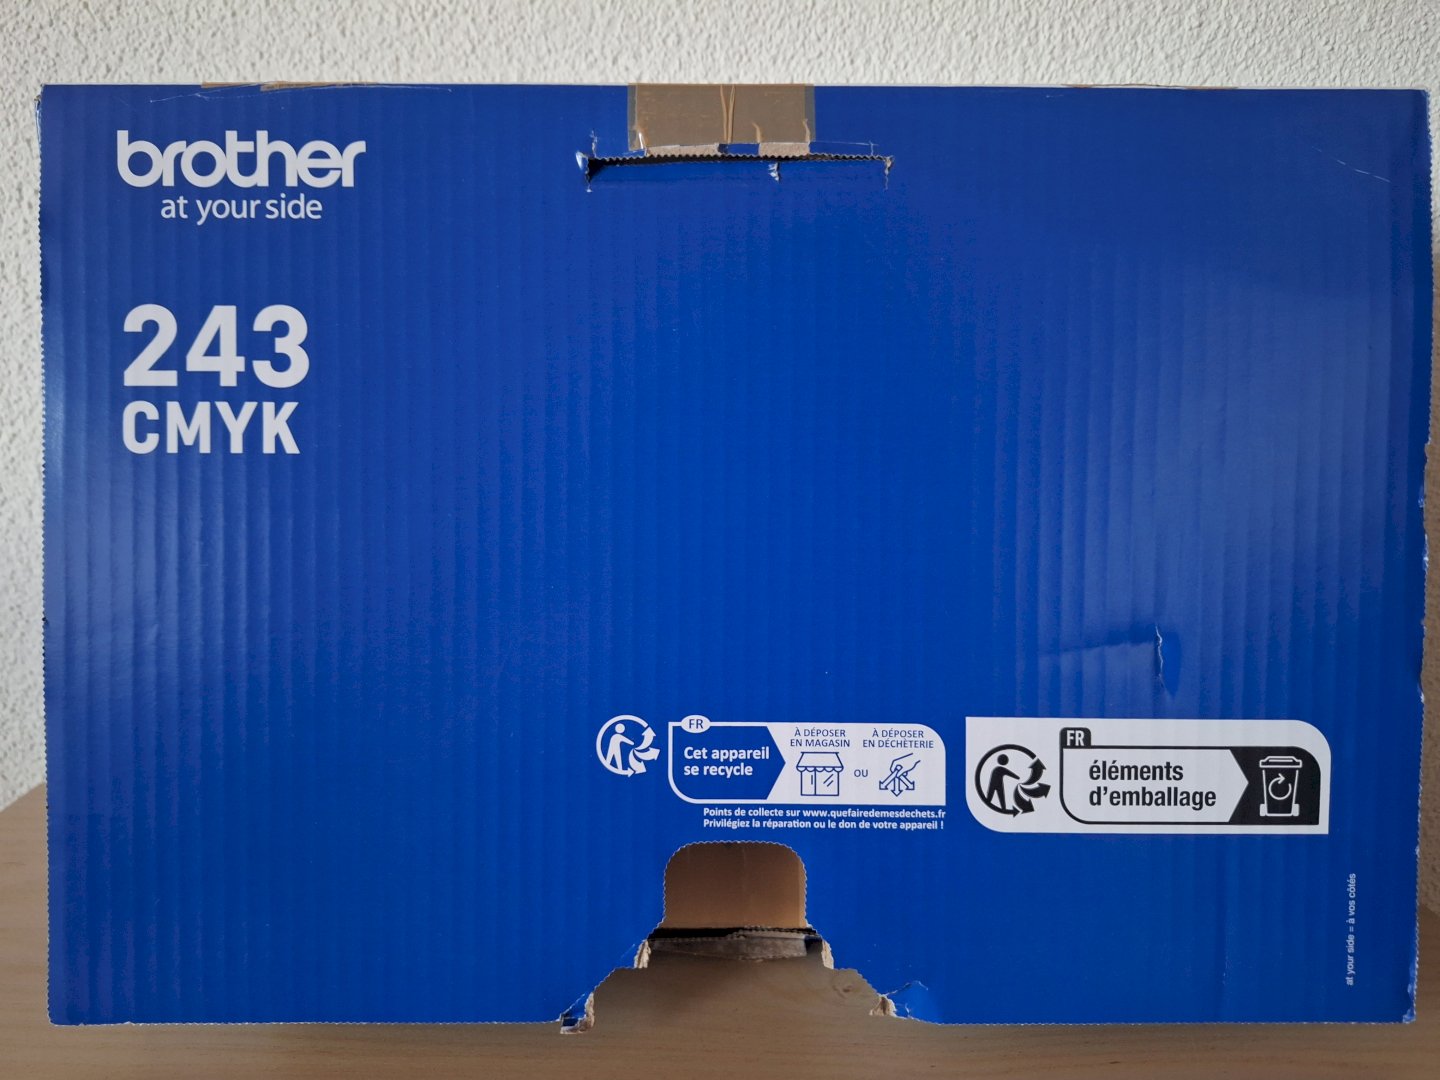 brother
at your side
243
CMYK
FR
Cet appareil
se recycle
À DÉPOSER
EN MAGASIN
OU
À DÉPOSER
EN DÉCHÈTERIE
Points de collecte sur www.quefairedemesdechets.fr
Privilégiez la réparation ou le don de votre appareil !
FR
éléments
d'emballage
at your side = à vos côtés